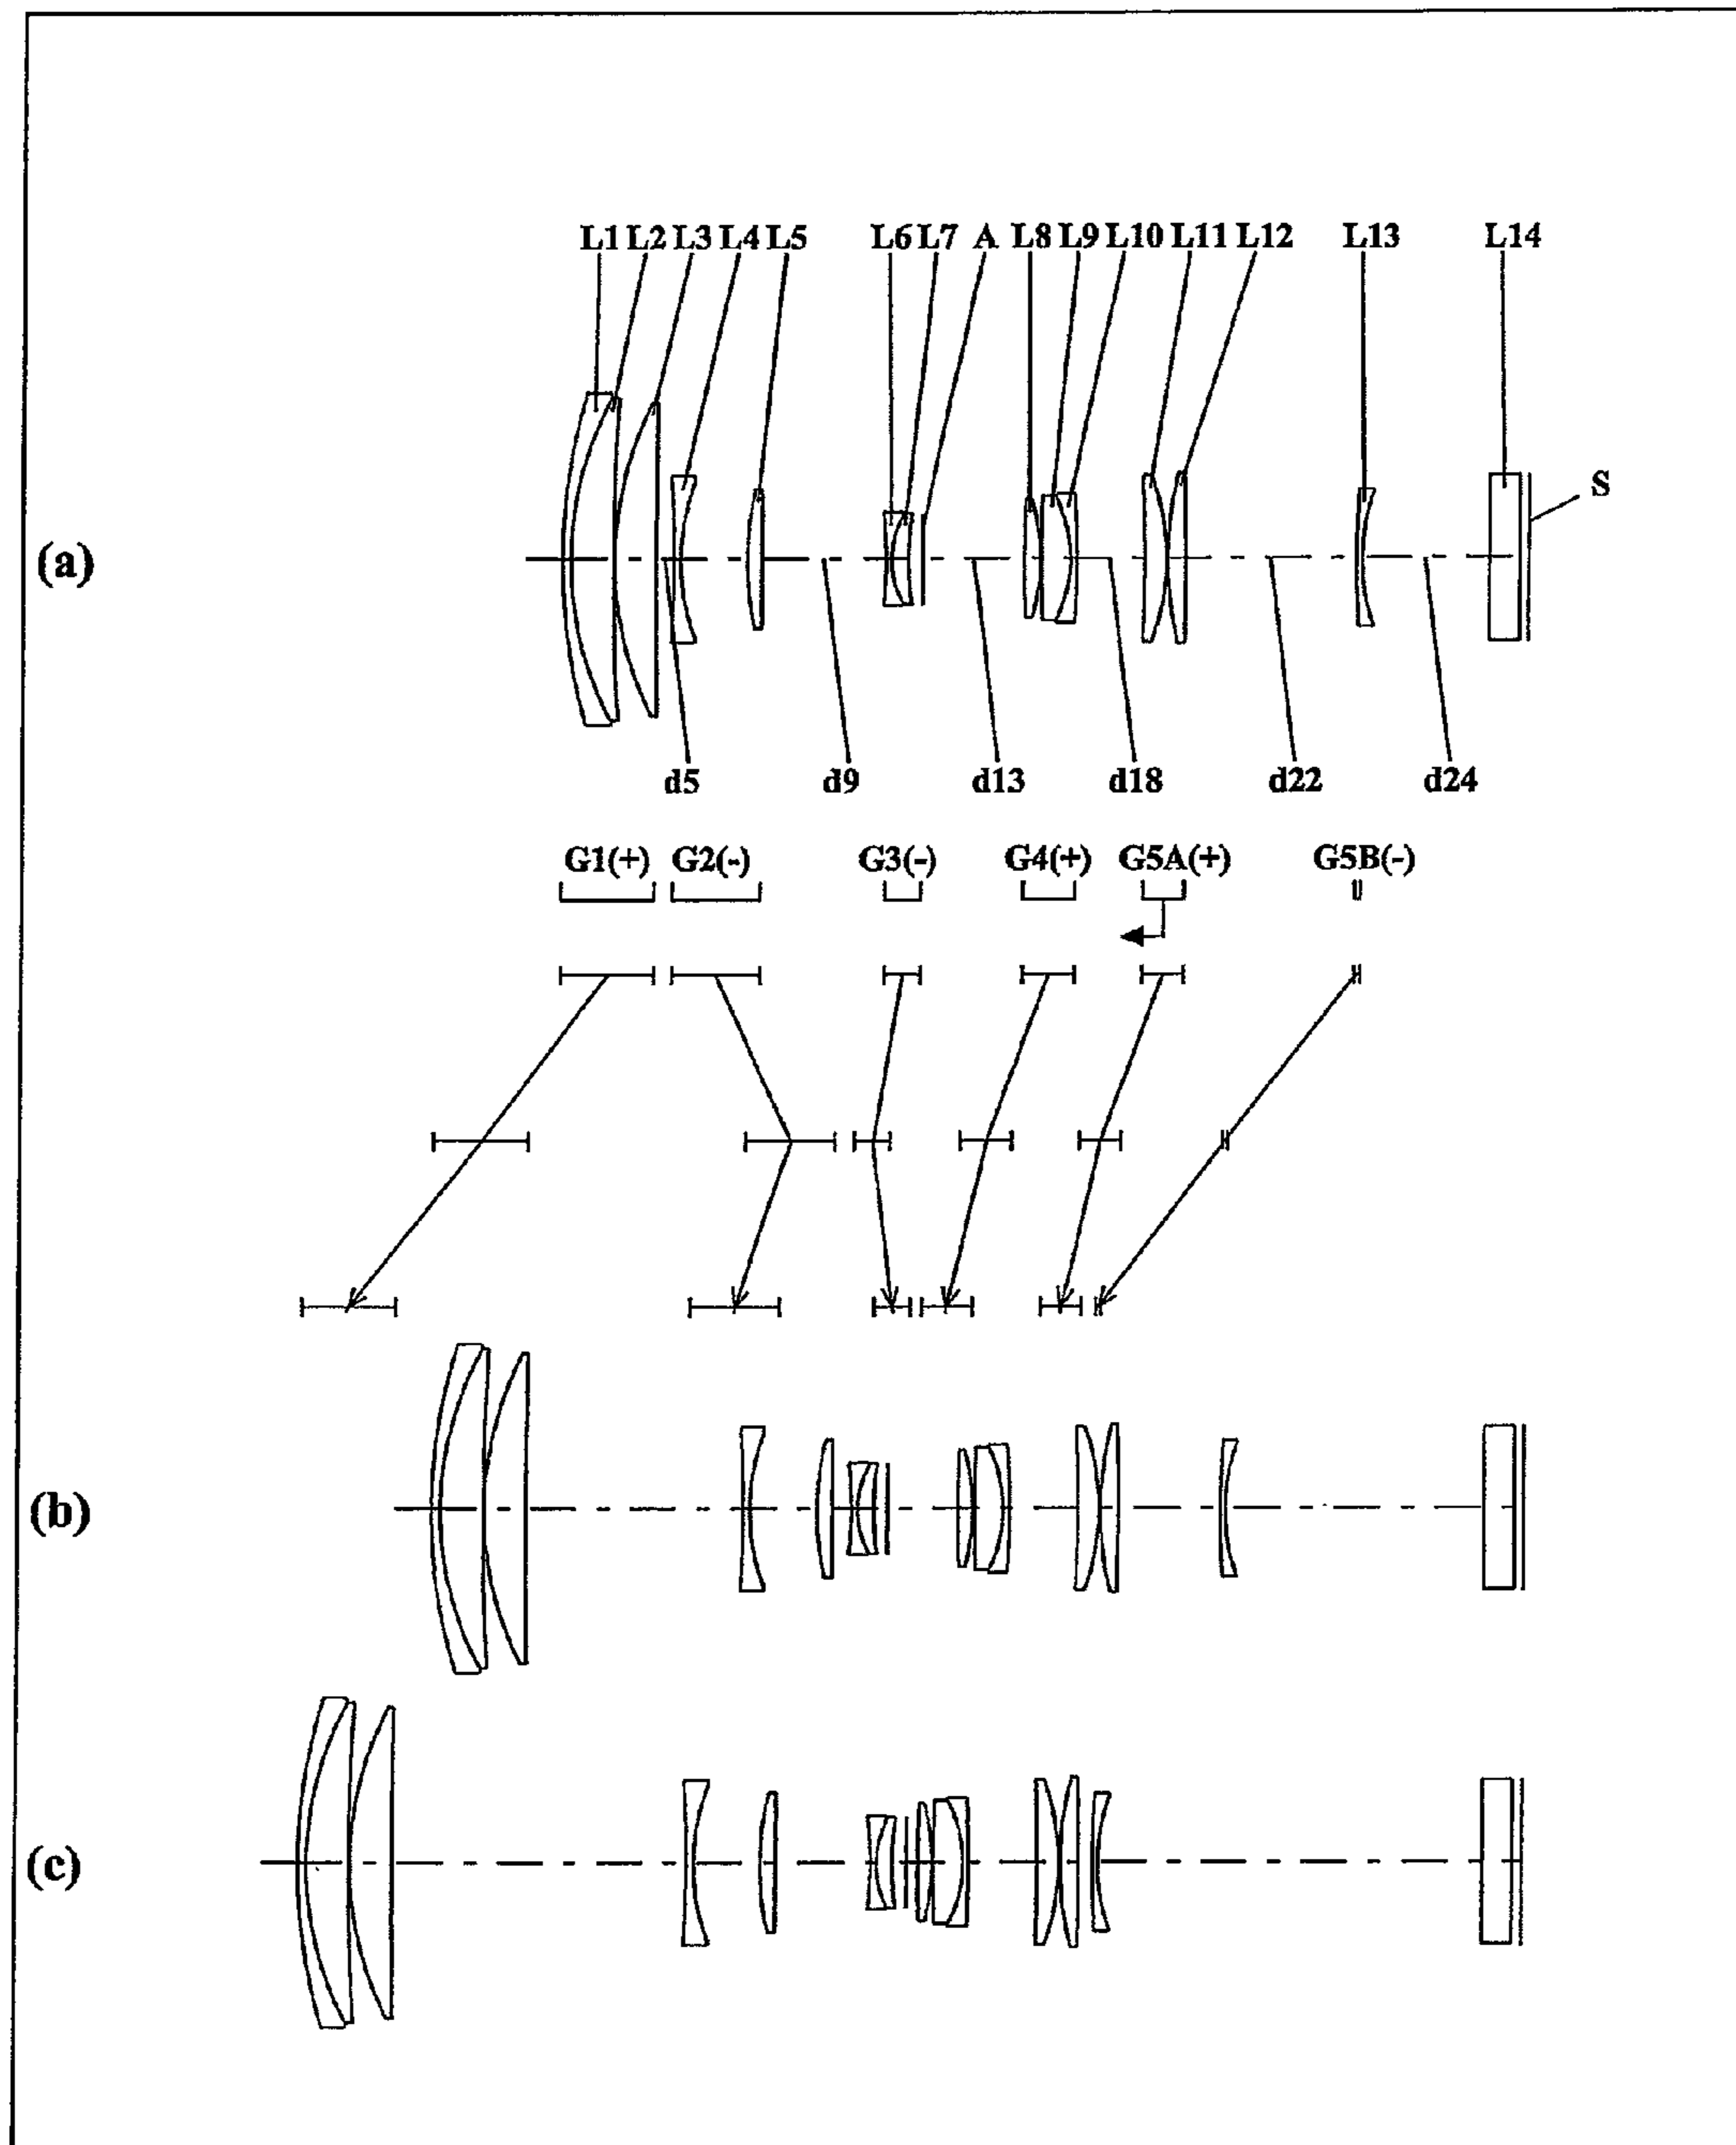 L1 L2 L3 L4 L5 L6 L7 A L8 L9 L10 L11 L12 L13 L14
S
(a)
d5 d9 d13 d18 d22 d24
G1(+) G2(-) G3(-) G4(+) G5A(+) G5B(-)
(b)
(c)